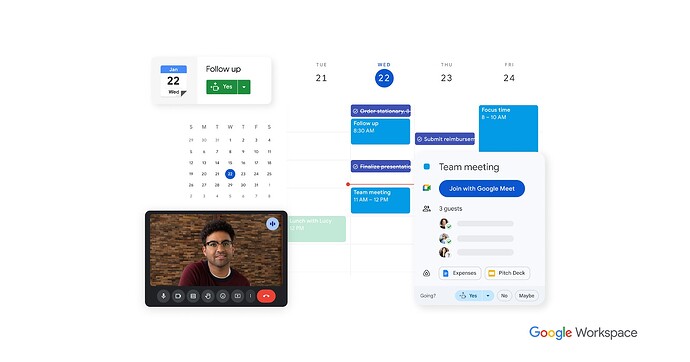 Jan
22
Wed
Follow up
Yes
TUE
21
WED
22
THU
23
FRI
24
S M T W T F S
29 30 31 1 2 3 4
5 6 7 8 9 10 11
12 13 14 15 16 17 18
19 20 21 22 23 24 25
26 27 28 29 30 31 1
2 3 4 5 6 7 8
Order stationary,
Follow up
8:30 AM
Finalize presentatio
Team meeting
11 AM – 12 PM
Submit reimbursem
Focus time
8 – 10 AM
unch with Lucy
PM
Team meeting
Join with Google Meet
3 guests
Expenses
Pitch Deck
Going?
Yes
No
Maybe
Google Workspace